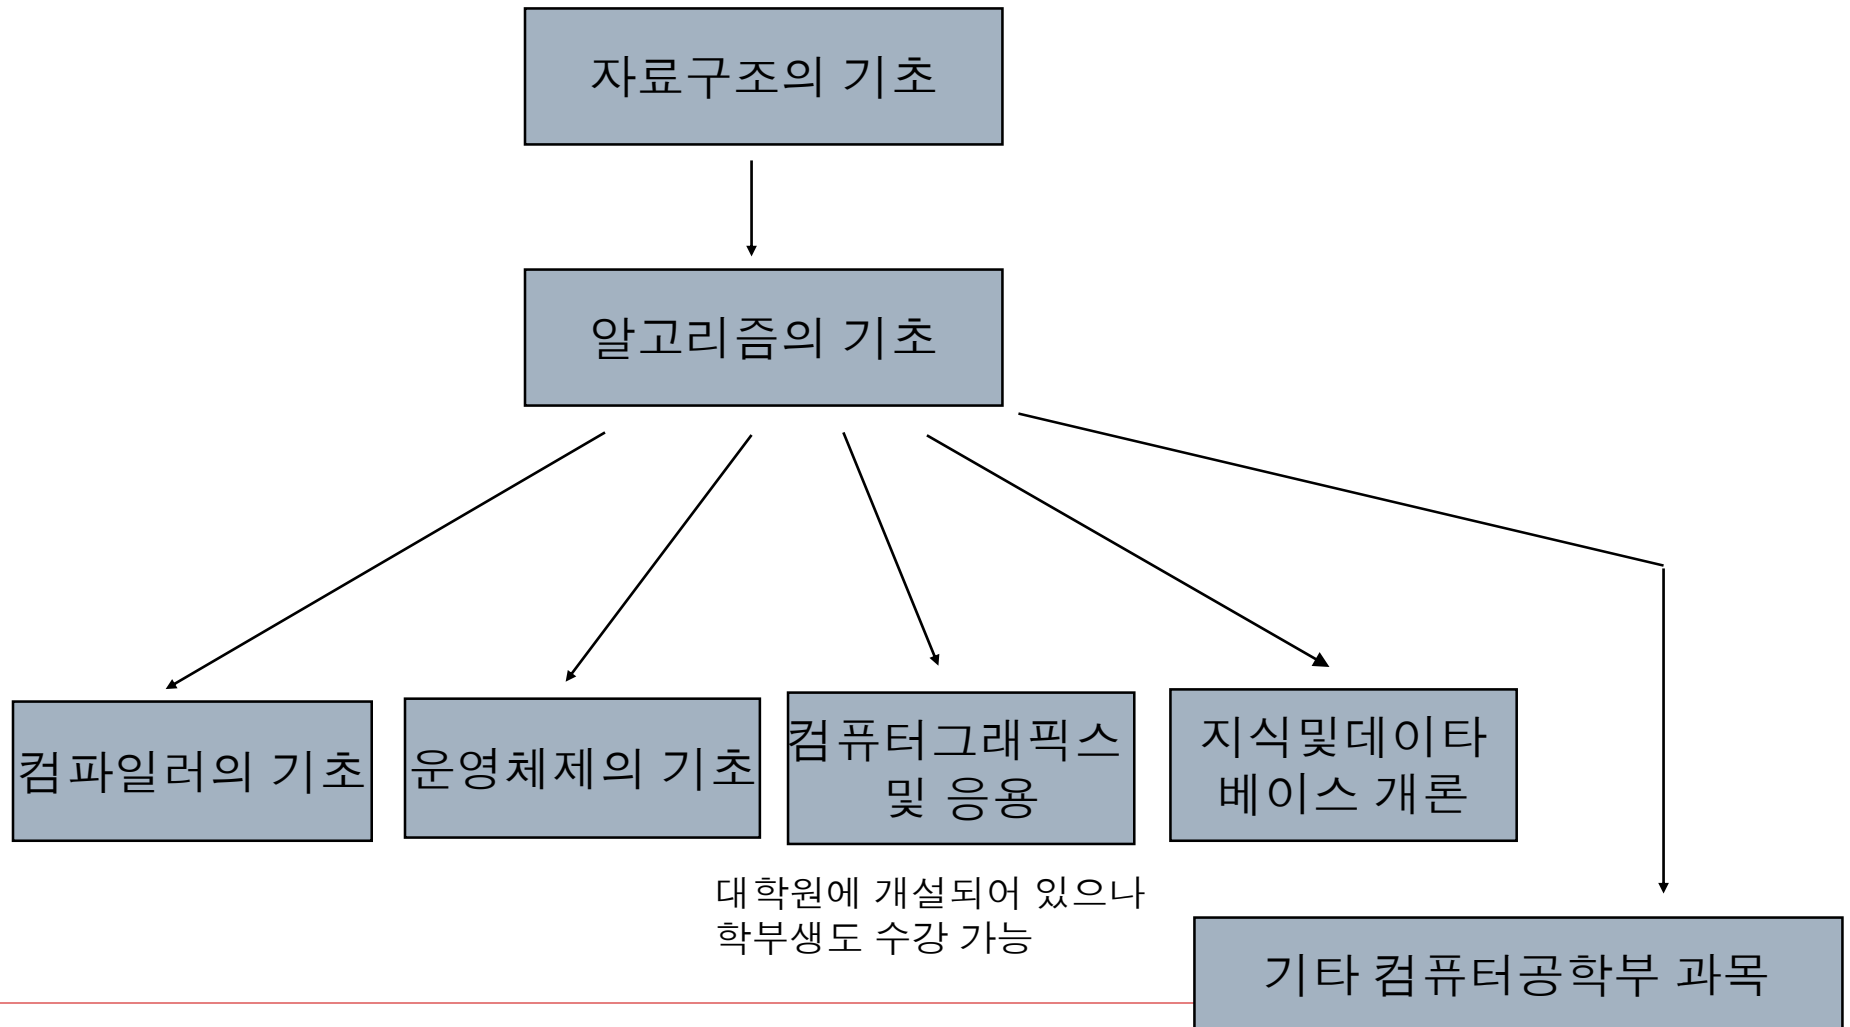 자료구조의 기초
알고리즘의 기초
컴파일러의 기초
운영체제의 기초
컴퓨터그래픽스
및 응용
지식및데이타
베이스 개론
대학원에 개설되어 있으나
학부생도 수강 가능
기타 컴퓨터공학부 과목